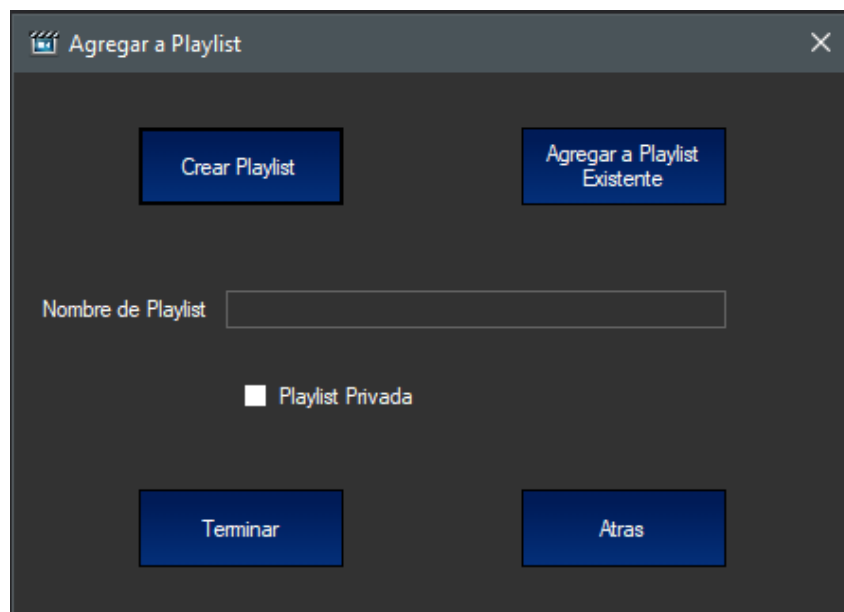 Agregar a Playlist
Crear Playlist
Agregar a Playlist
Existente
Nombre de Playlist
Playlist Privada
Terminar
Atras